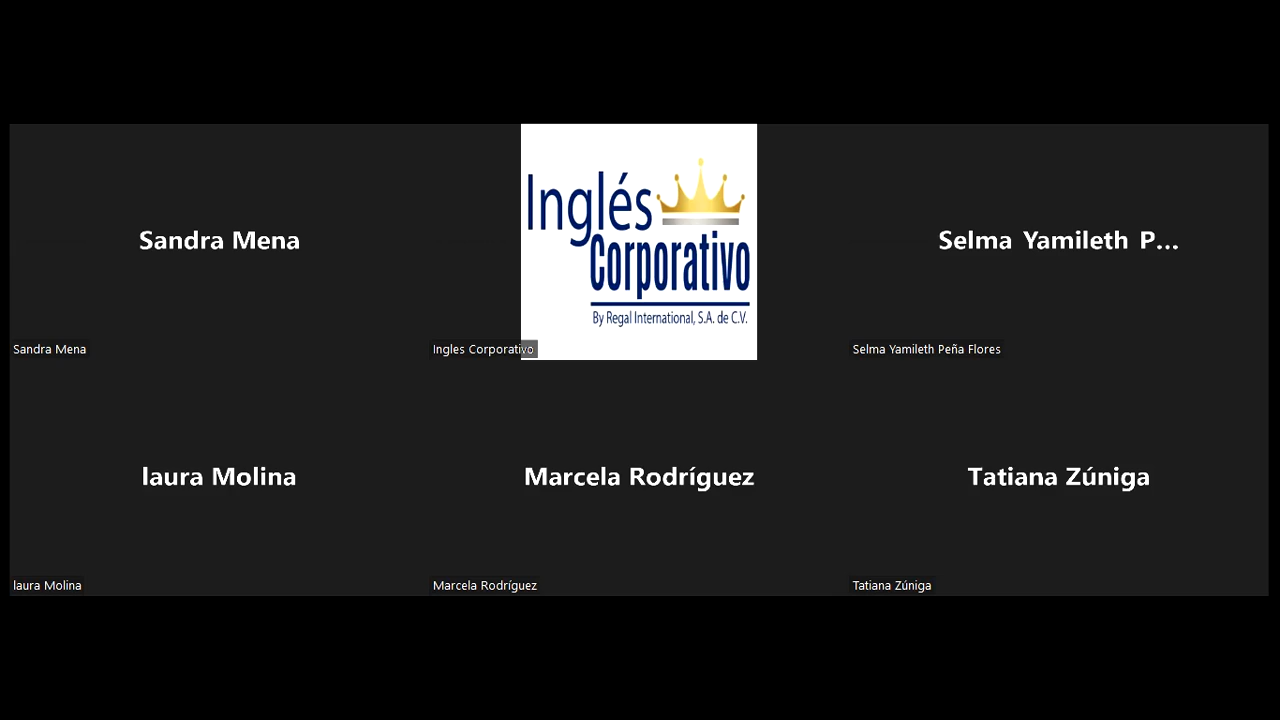 Sandra Mena
Inglés
Corporativo
By Regal International, S.A. de C.V.
Selma Yamileth P...
Sandra Mena
Ingles Corporativo
Selma Yamileth Peña Flores
laura Molina
Marcela Rodríguez
Tatiana Zúniga
laura Molina
Marcela Rodríguez
Tatiana Zúniga